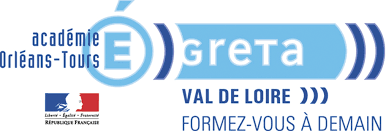 académie
Orléans-Tours
É
GRETA
VAL DE LOIRE )))
FORMEZ-VOUS À DEMAIN
Liberté • Égalité • Fraternité
RÉPUBLIQUE FRANÇAISE